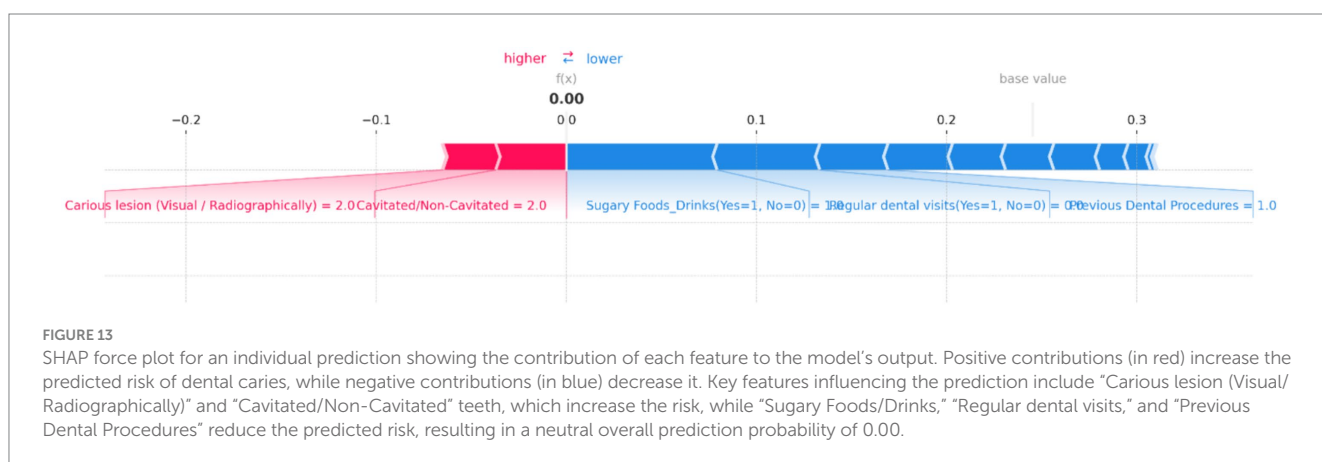 higher ⇄ lower
f(x)
base value
0.00
−0.2
−0.1
0.0
0.1
0.2
0.3
Carious lesion (Visual / Radiographically) = 2.0
Cavitated/Non-Cavitated = 2.0
Sugary Foods_Drinks(Yes=1, No=0) = 1.0
Regular dental visits(Yes=1, No=0) = 0.0
Previous Dental Procedures = 1.0
FIGURE 13
SHAP force plot for an individual prediction showing the contribution of each feature to the model’s output. Positive contributions (in red) increase the
predicted risk of dental caries, while negative contributions (in blue) decrease it. Key features influencing the prediction include “Carious lesion (Visual/
Radiographically)” and “Cavitated/Non-Cavitated” teeth, which increase the risk, while “Sugary Foods/Drinks,” “Regular dental visits,” and “Previous
Dental Procedures” reduce the predicted risk, resulting in a neutral overall prediction probability of 0.00.